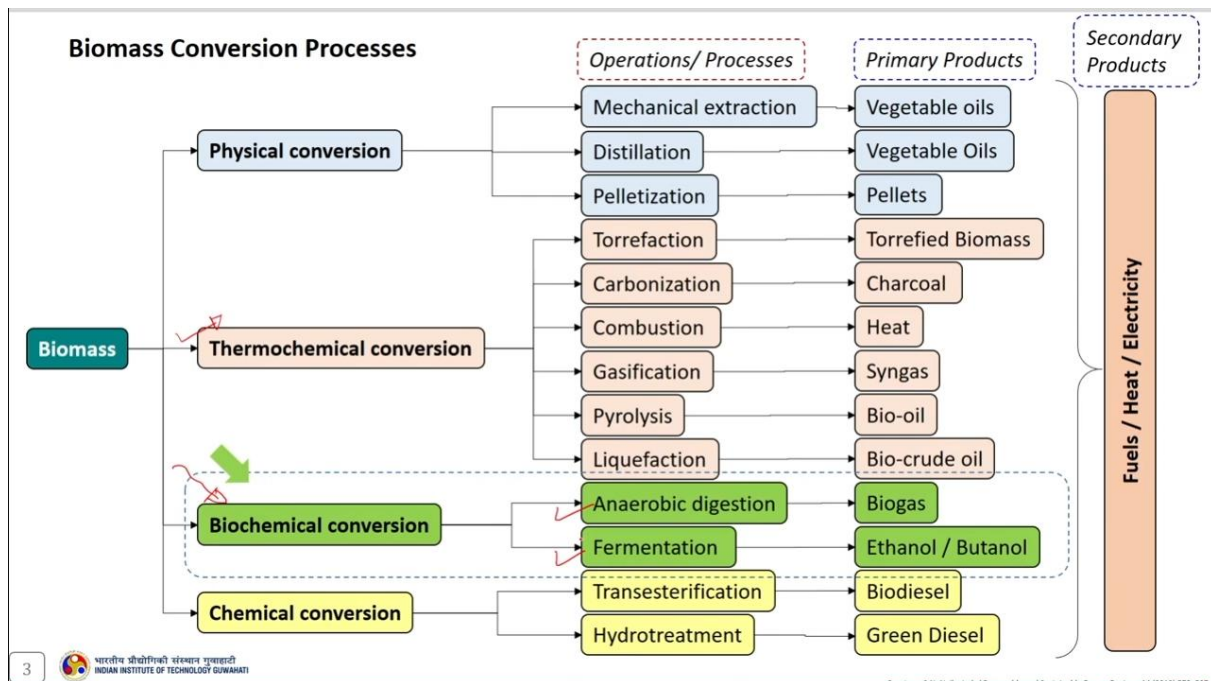 Biomass Conversion Processes
Operations/ Processes
Primary Products
Secondary
Products
Mechanical extraction
Vegetable oils
Physical conversion
Distillation
Vegetable Oils
Pelletization
Pellets
Torrefaction
Torrefied Biomass
Carbonization
Charcoal
Combustion
Heat
Biomass
Thermochemical conversion
Gasification
Syngas
Pyrolysis
Bio-oil
Liquefaction
Bio-crude oil
Anaerobic digestion
Biogas
Biochemical conversion
Fermentation
Ethanol / Butanol
Transesterification
Biodiesel
Chemical conversion
Hydrotreatment
Green Diesel
Fuels / Heat / Electricity
3
भारतीय प्रौद्योगिकी संस्थान गुवाहाटी
INDIAN INSTITUTE OF TECHNOLOGY GUWAHATI